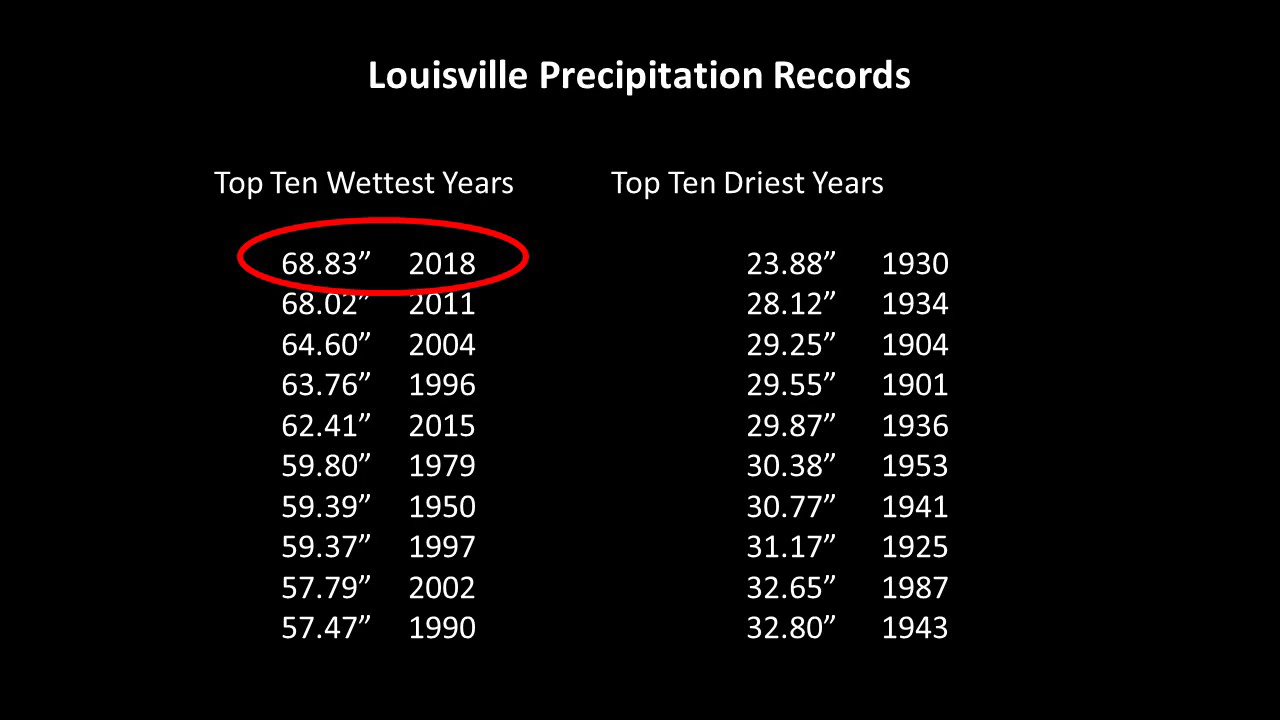 Louisville Precipitation Records
Top Ten Wettest Years Top Ten Driest Years
68.83” 2018 23.88” 1930
68.02” 2011 28.12” 1934
64.60” 2004 29.25” 1904
63.76” 1996 29.55” 1901
62.41” 2015 29.87” 1936
59.80” 1979 30.38” 1953
59.39” 1950 30.77” 1941
59.37” 1997 31.17” 1925
57.79” 2002 32.65” 1987
57.47” 1990 32.80” 1943